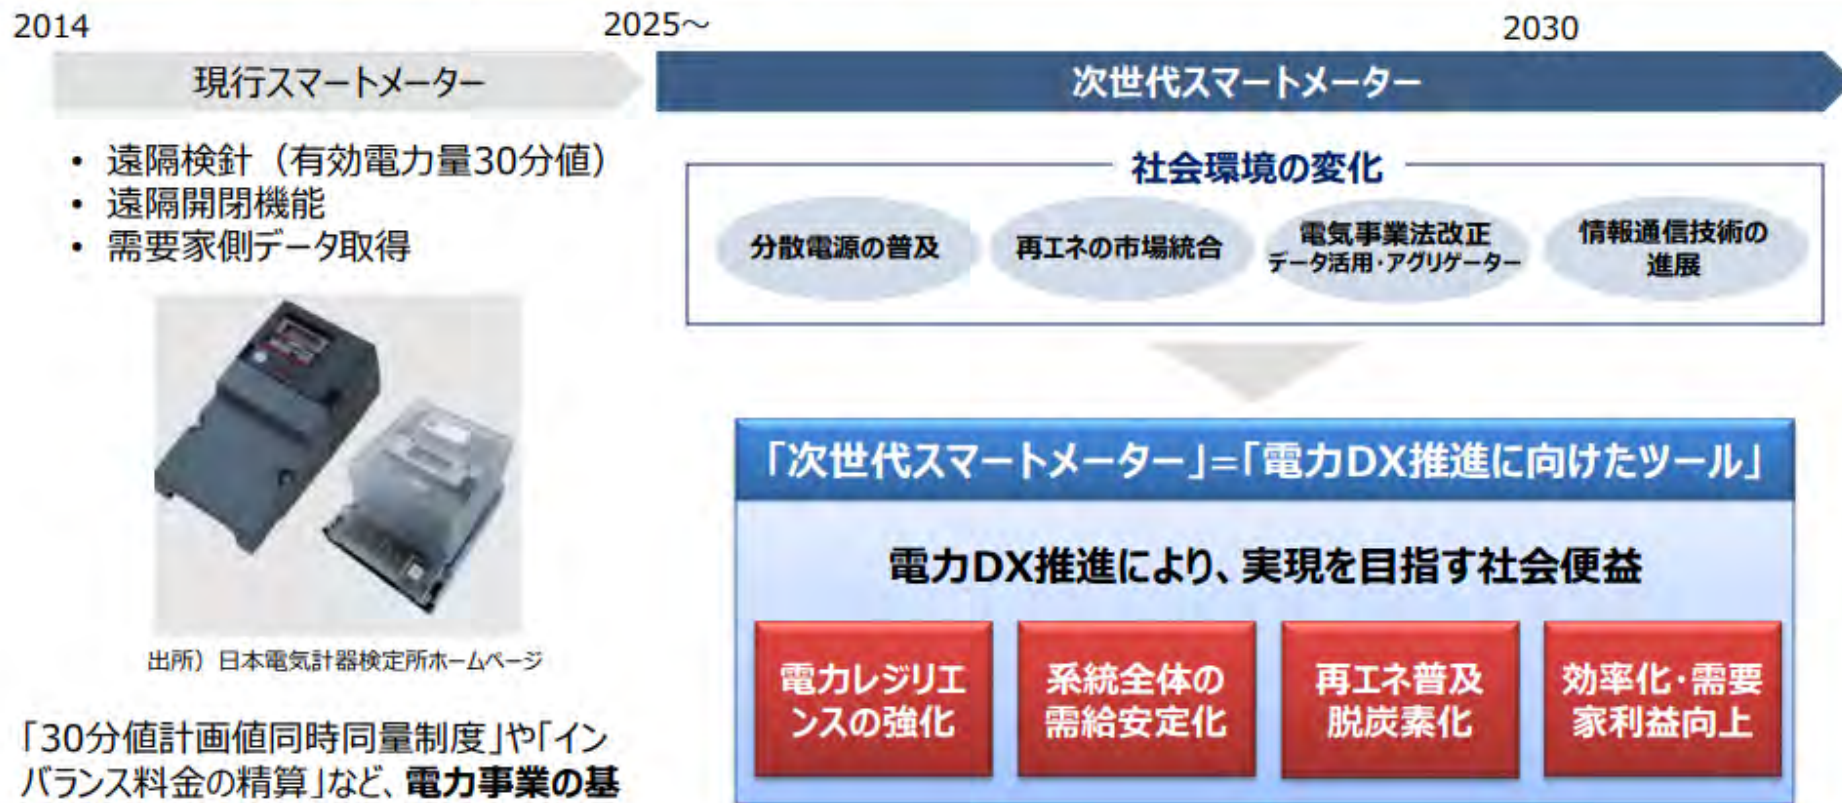 2014
2025～
2030
現行スマートメーター
次世代スマートメーター
• 遠隔検針（有効電力量30分値）
• 遠隔開閉機能
• 需要家側データ取得
出所）日本電気計器検定所ホームページ
「30分値計画値同時同量制度」や「イン
バランス料金の精算」など、電力事業の基
社会環境の変化
分散電源の普及
再エネの市場統合
電気事業法改正
データ活用・アグリゲーター
情報通信技術の
進展
「次世代スマートメーター」=「電力DX推進に向けたツール」
電力DX推進により、実現を目指す社会便益
電力レジリエ
ンスの強化
系統全体の
需給安定化
再エネ普及
脱炭素化
効率化・需要
家利益向上